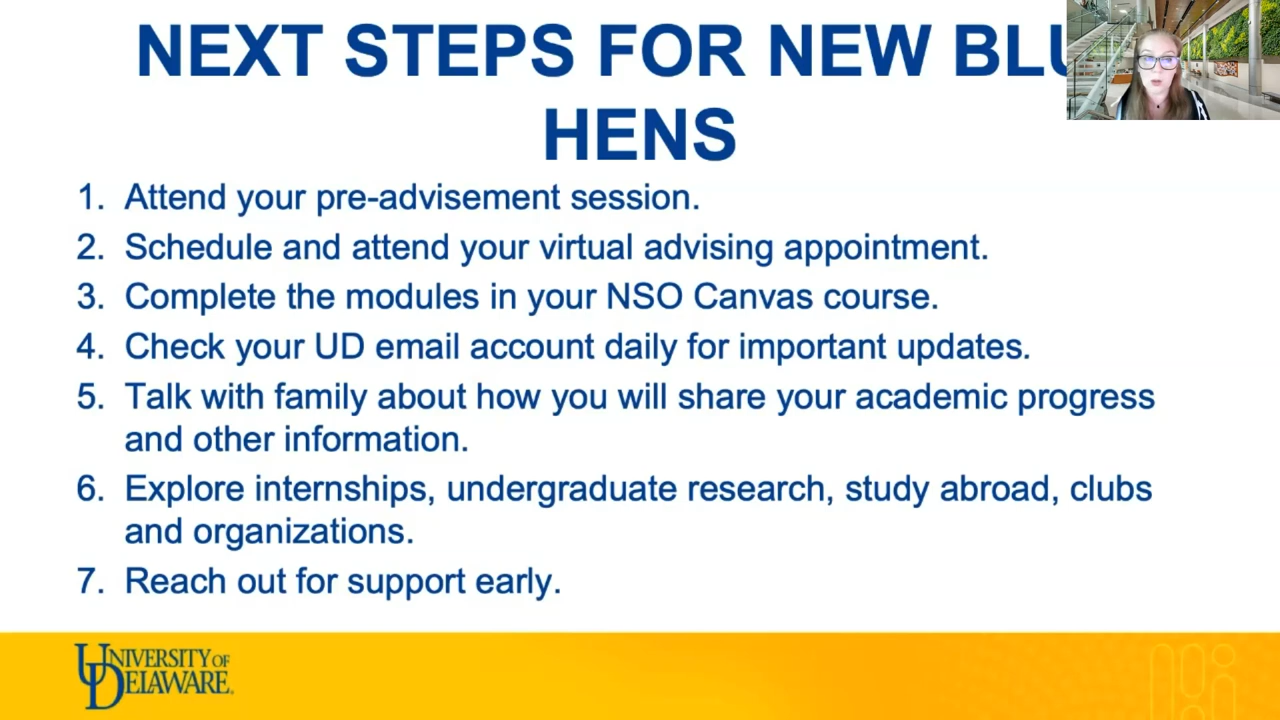 NEXT STEPS FOR NEW BLU
HENS
1. Attend your pre-advisement session.
2. Schedule and attend your virtual advising appointment.
3. Complete the modules in your NSO Canvas course.
4. Check your UD email account daily for important updates.
5. Talk with family about how you will share your academic progress
and other information.
6. Explore internships, undergraduate research, study abroad, clubs
and organizations.
7. Reach out for support early.
UNIVERSITY OF
DELAWARE.